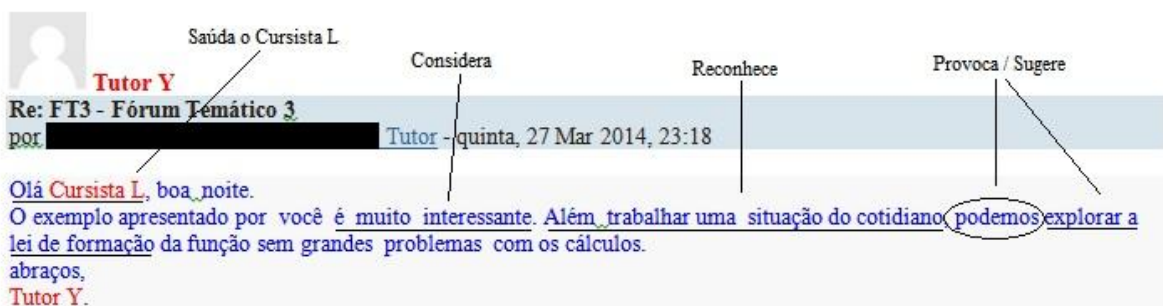 Saúda o Cursista L
Considera
Reconhece
Provoca / Sugere
Tutor Y
Re: FT3 - Fórum Temático 3
por Tutor - quinta, 27 Mar 2014, 23:18
Olá Cursista L, boa noite.
O exemplo apresentado por você é muito interessante. Além trabalhar uma situação do cotidiano, podemos explorar a
lei de formação da função sem grandes problemas com os cálculos.
abraços,
Tutor Y.